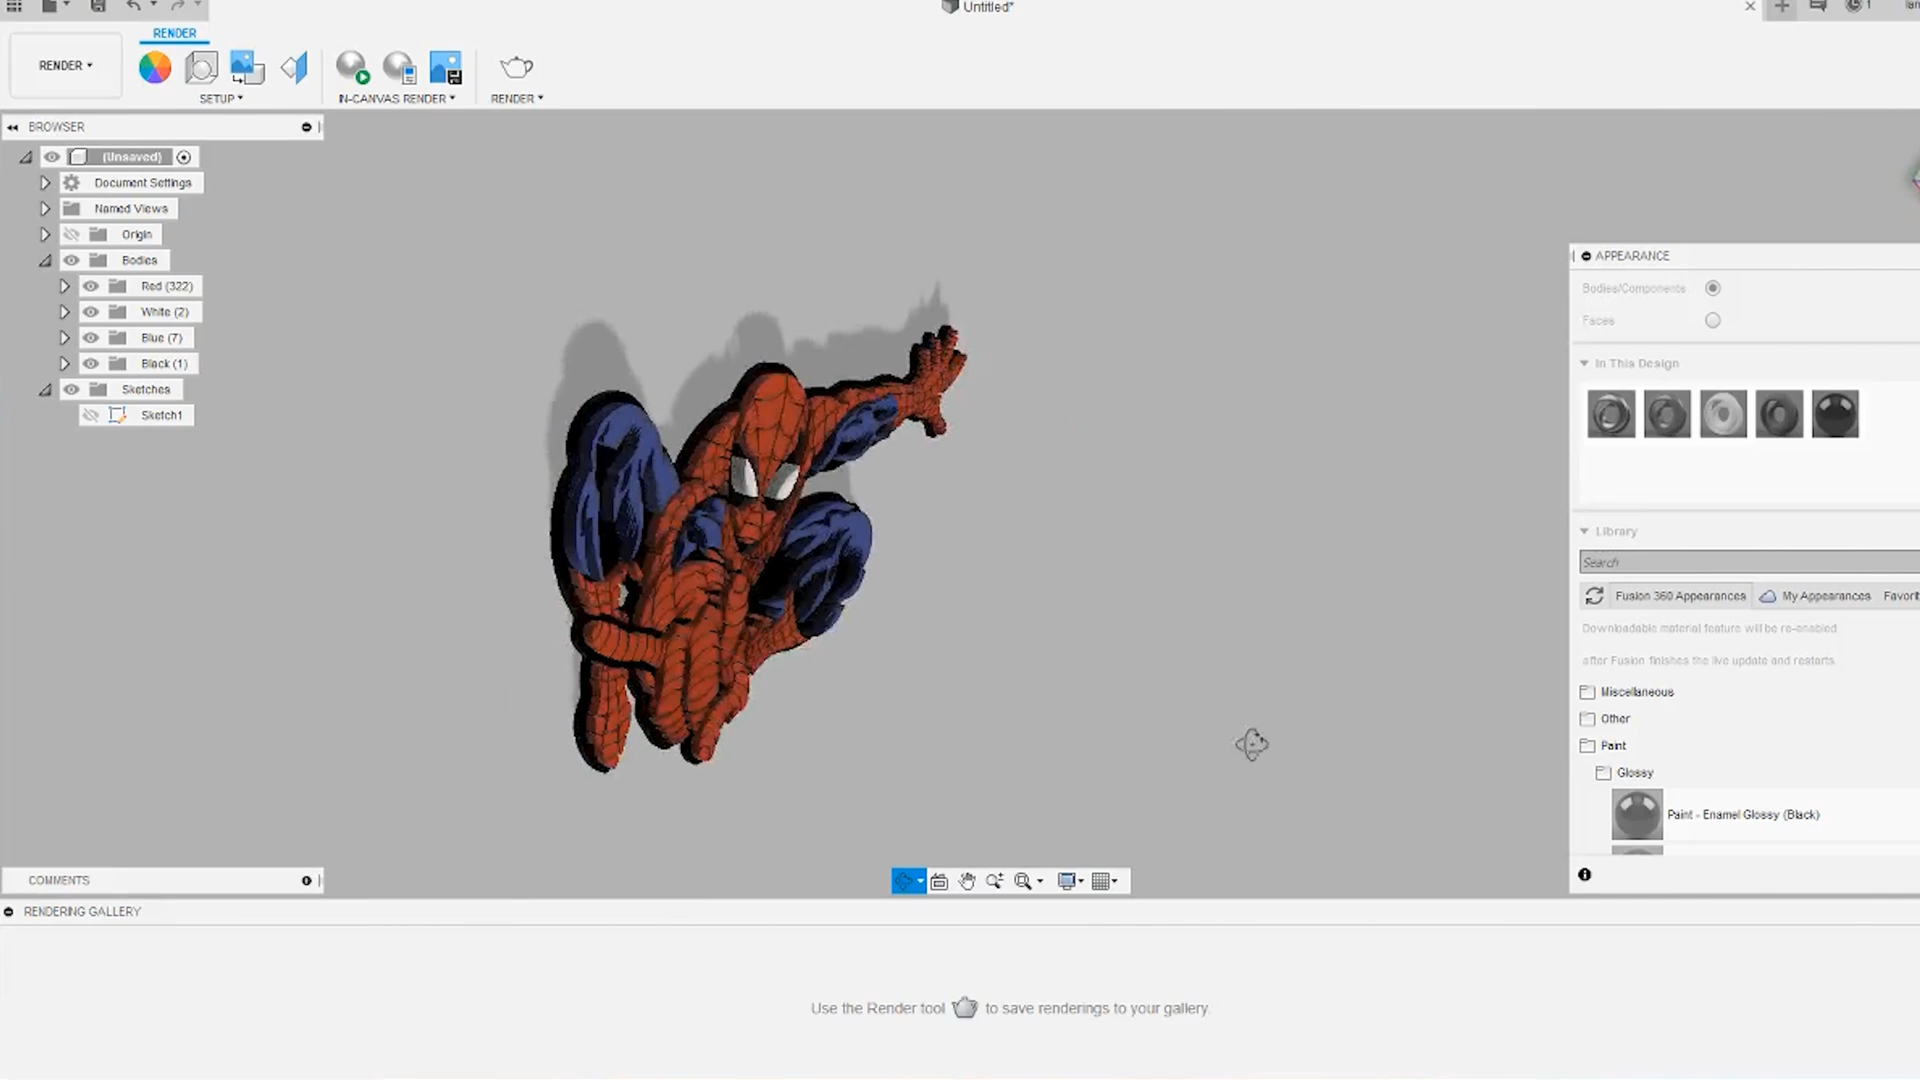 Untitled*
1
RENDER
RENDER
SETUP
IN-CANVAS RENDER
RENDER
BROWSER
(Unsaved)
Document Settings
Named Views
Origin
Bodies
Red (322)
White (2)
Blue (7)
Black (1)
Sketches
Sketch1
APPEARANCE
Bodies/Components
Faces
In This Design
Library
Search
Fusion 360 Appearances My Appearances Favorit
Downloadable material feature will be re-enabled
after Fusion finishes the live update and restarts.
Miscellaneous
Other
Paint
Glossy
Paint - Enamel Glossy (Black)
COMMENTS
RENDERING GALLERY
Use the Render tool to save renderings to your gallery.